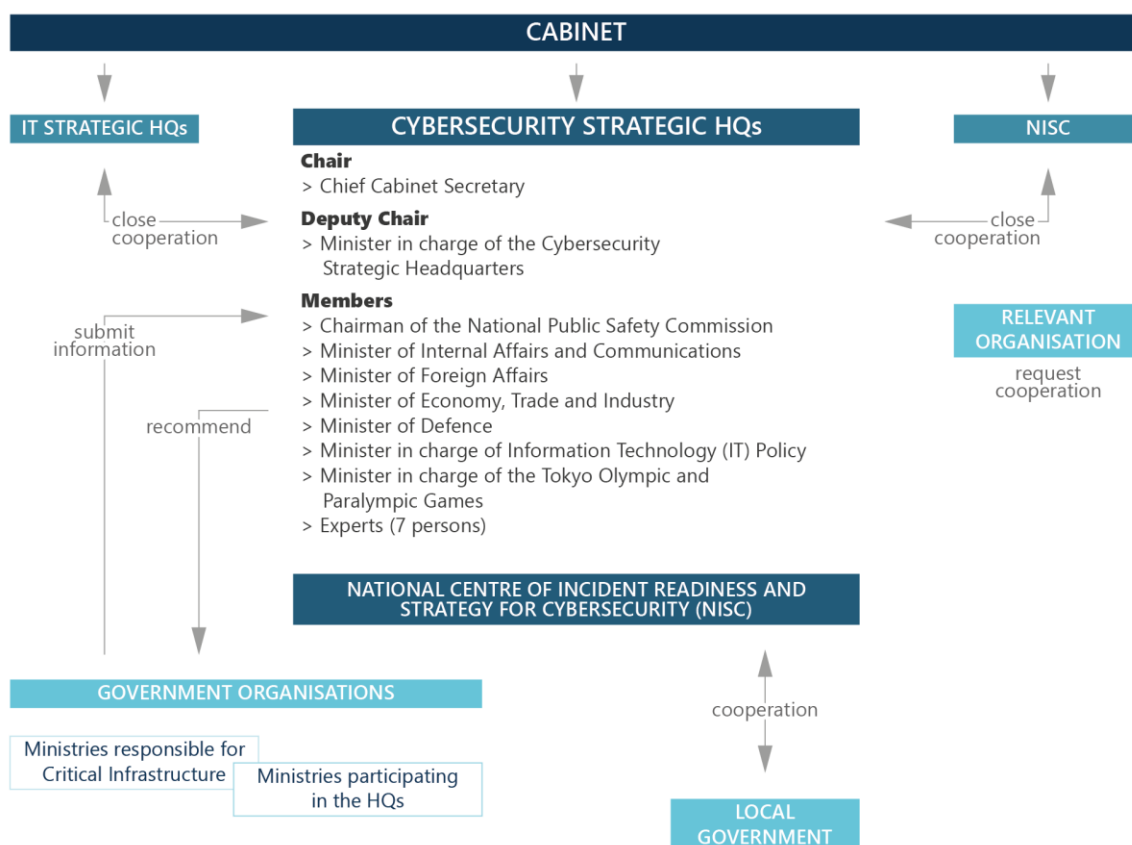 CABINET
IT STRATEGIC HQs
CYBERSECURITY STRATEGIC HQs
NISC
Chair
> Chief Cabinet Secretary
close
cooperation
Deputy Chair
> Minister in charge of the Cybersecurity
Strategic Headquarters
close
cooperation
Members
> Chairman of the National Public Safety Commission
> Minister of Internal Affairs and Communications
> Minister of Foreign Affairs
> Minister of Economy, Trade and Industry
> Minister of Defence
> Minister in charge of Information Technology (IT) Policy
> Minister in charge of the Tokyo Olympic and
Paralympic Games
> Experts (7 persons)
submit
information
recommend
RELEVANT
ORGANISATION
request
cooperation
NATIONAL CENTRE OF INCIDENT READINESS AND
STRATEGY FOR CYBERSECURITY (NISC)
GOVERNMENT ORGANISATIONS
Ministries responsible for
Critical Infrastructure
Ministries participating
in the HQs
cooperation
LOCAL
GOVERNMENT